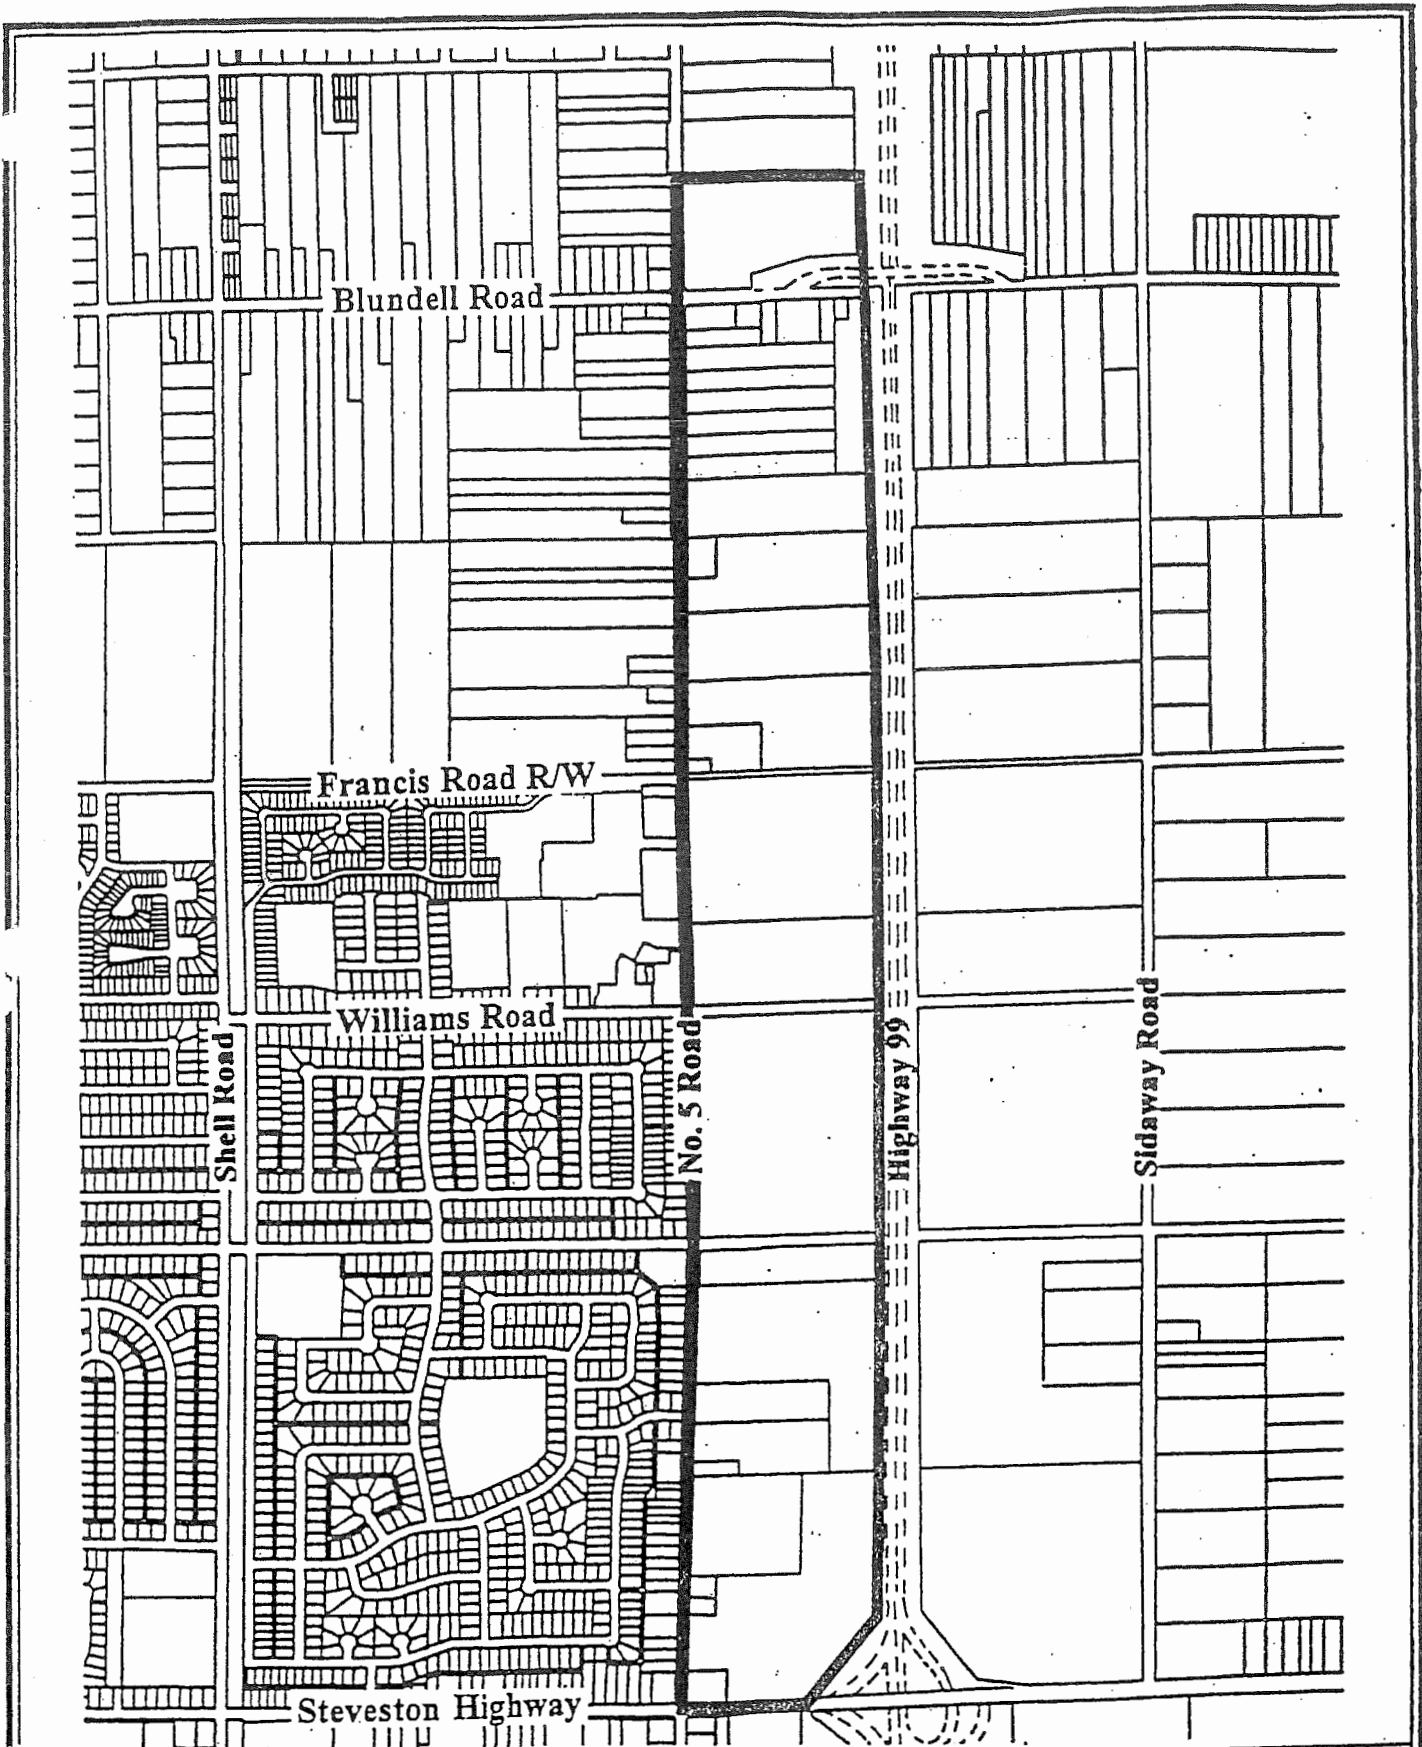 Blundell Road
Francis Road R/W
Williams Road
Shell Road
No. 5 Road
Highway 99
Sidaway Road
Steveston Highway